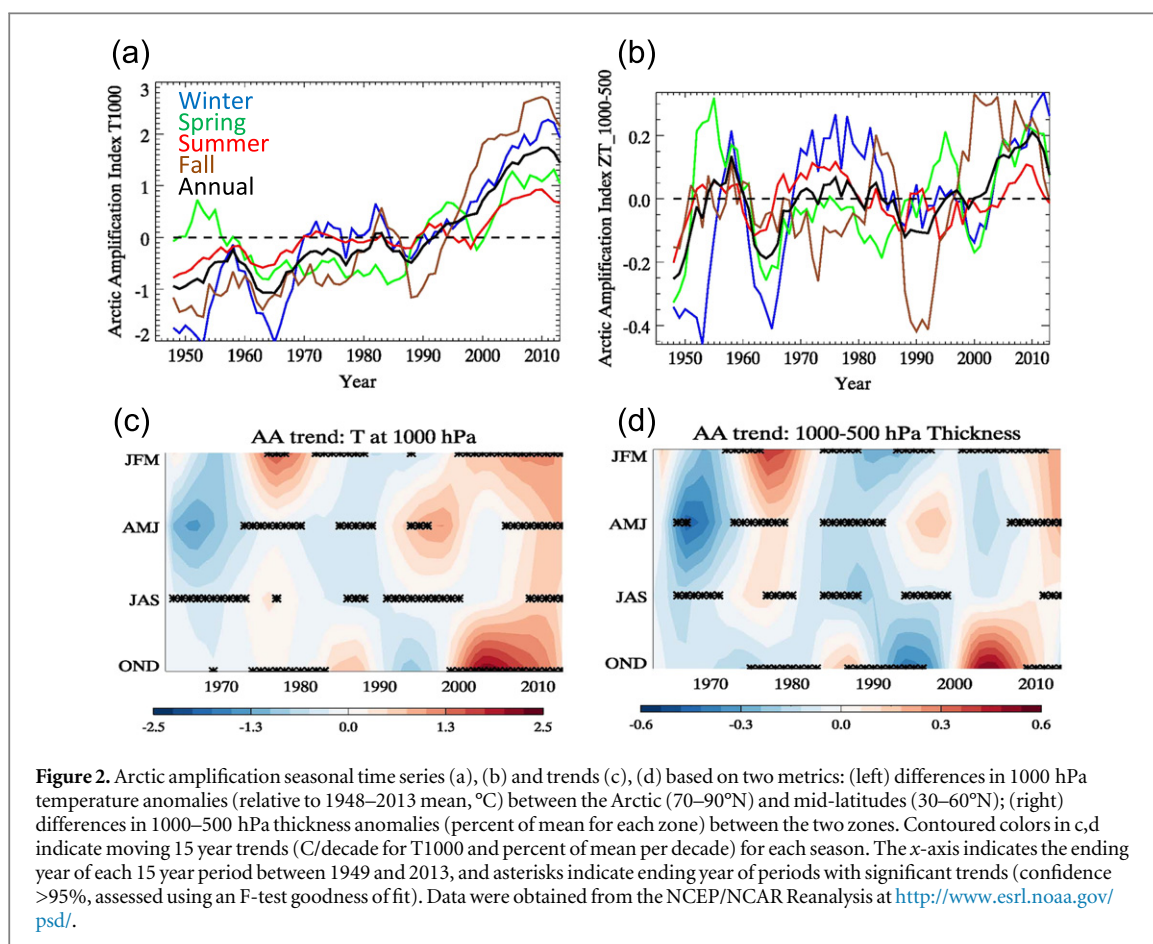 (a)
(b)
Arctic Amplification Index T1000
3
2
1
0
-1
-2
Winter
Spring
Summer
Fall
Annual
1950 1960 1970 1980 1990 2000 2010
Year
Arctic Amplification Index ZT_1000-500
0.2
0.0
-0.2
-0.4
1950 1960 1970 1980 1990 2000 2010
Year
(c)
AA trend: T at 1000 hPa
JFM
AMJ
JAS
OND
1970 1980 1990 2000 2010
-2.5 -1.3 0.0 1.3 2.5
(d)
AA trend: 1000-500 hPa Thickness
JFM
AMJ
JAS
OND
1970 1980 1990 2000 2010
-0.6 -0.3 0.0 0.3 0.6
Figure 2. Arctic amplification seasonal time series (a), (b) and trends (c), (d) based on two metrics: (left) differences in 1000 hPa
temperature anomalies (relative to 1948–2013 mean, °C) between the Arctic (70–90°N) and mid-latitudes (30–60°N); (right)
differences in 1000–500 hPa thickness anomalies (percent of mean for each zone) between the two zones. Contoured colors in c,d
indicate moving 15 year trends (C/decade for T1000 and percent of mean per decade) for each season. The x-axis indicates the ending
year of each 15 year period between 1949 and 2013, and asterisks indicate ending year of periods with significant trends (confidence
>95%, assessed using an F-test goodness of fit). Data were obtained from the NCEP/NCAR Reanalysis at http://www.esrl.noaa.gov/
psd/.